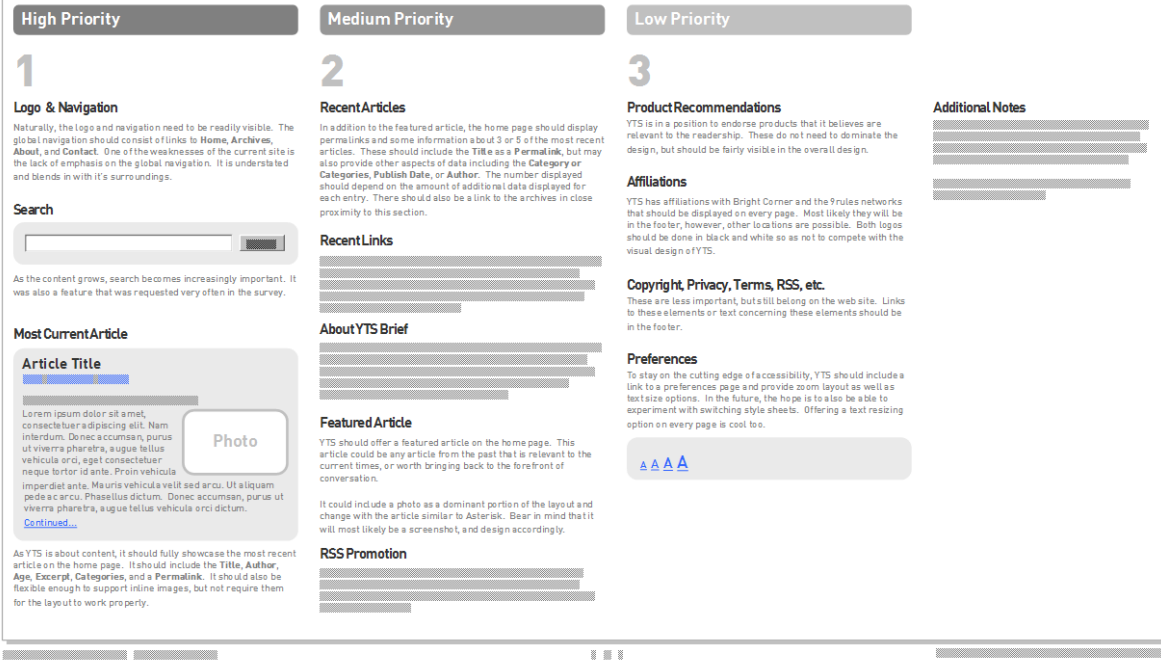 High Priority
1
Logo & Navigation
Naturally, the logo and navigation need to be readily visible. The
global navigation should consist of links to Home, Archives,
About, and Contact. One of the weaknesses of the current site is
the lack of emphasis on the global navigation. It is understated
and blends in with it's surroundings.
Search
As the content grows, search becomes increasingly important. It
was also a feature that was requested very often in the survey.
Most Current Article
Article Title
Lorem ipsum dolor sit amet,
consectetuer adipiscing elit. Nam
interdum. Donec accumsan, purus
ut viverra pharetra, augue tellus
vehicula orci, eget consectetuer
neque tortor id ante. Proin vehicula
imperdiet ante. Mauris vehicula velit sed arcu. Ut aliquam
pede ac arcu. Phasellus dictum. Donec accumsan, purus ut
viverra pharetra, augue tellus vehicula orci dictum.
Photo
Continued...
As YTS is about content, it should fully showcase the most recent
article on the home page. It should include the Title, Author,
Age, Excerpt, Categories, and a Permalink. It should also be
flexible enough to support inline images, but not require them
for the layout to work properly.
Medium Priority
2
Recent Articles
In addition to the featured article, the home page should display
permalinks and some information about 3 or 5 of the most recent
articles. These should include the Title as a Permalink, but may
also provide other aspects of data including the Category or
Categories, Publish Date, or Author. The number displayed
should depend on the amount of additional data displayed for
each entry. There should also be a link to the archives in close
proximity to this section.
Recent Links
About YTS Brief
Featured Article
YTS should offer a featured article on the home page. This
article could be any article from the past that is relevant to the
current times, or worth bringing back to the forefront of
conversation.
It could include a photo as a dominant portion of the layout and
change with the article similar to Asterisk. Bear in mind that it
will most likely be a screenshot, and design accordingly.
RSS Promotion
Low Priority
3
Product Recommendations
YTS is in a position to endorse products that it believes are
relevant to the readership. These do not need to dominate the
design, but should be fairly visible in the overall design.
Affiliations
YTS has affiliations with Bright Corner and the 9rules networks
that should be displayed on every page. Most likely they will be
in the footer, however, other locations are possible. Both logos
should be done in black and white so as not to compete with the
visual design of YTS.
Copyright, Privacy, Terms, RSS, etc.
These are less important, but still belong on the web site. Links
to these elements or text concerning these elements should be
in the footer.
Preferences
To stay on the cutting edge of accessibility, YTS should include a
link to a preferences page and provide zoom layout as well as
text size options. In the future, the hope is to also be able to
experiment with switching style sheets. Offering a text resizing
option on every page is cool too.
A A A A
Additional Notes